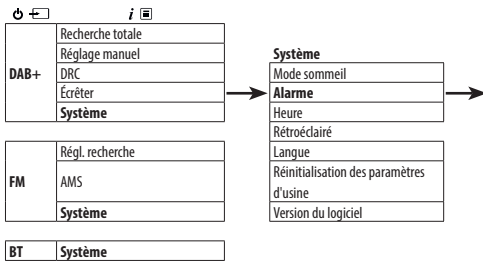 i
DAB+
Recherche totale
Réglage manuel
DRC
Écrêter
Système
FM
Régl. recherche
AMS
Système
BT
Système
Système
Mode sommeil
Alarme
Heure
Rétroéclairé
Langue
Réinitialisation des paramètres
d'usine
Version du logiciel